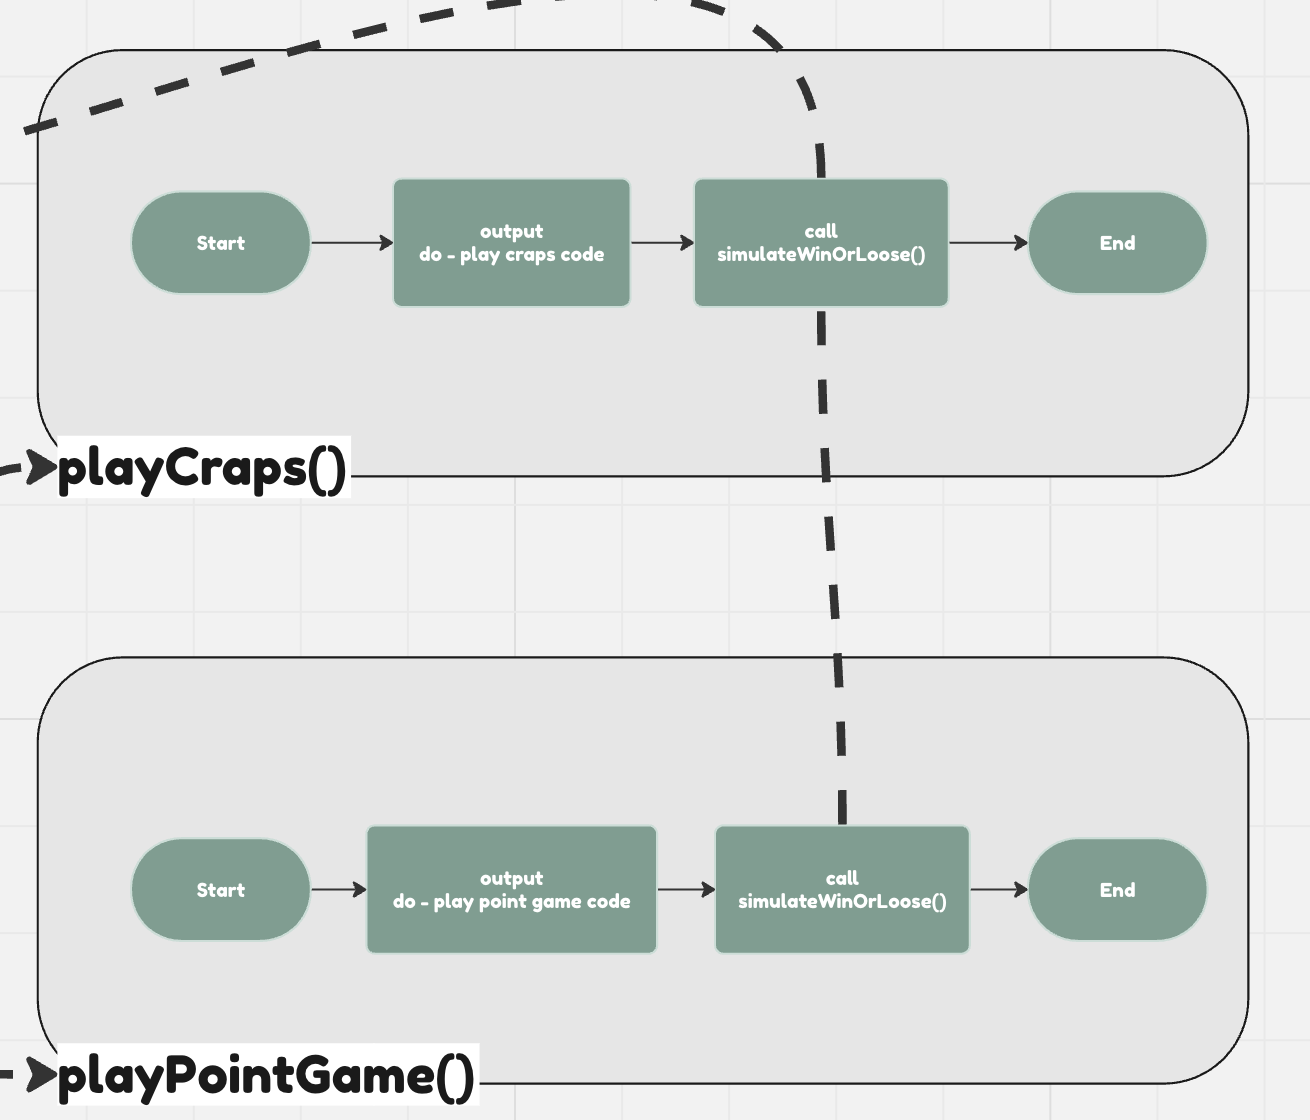 Start
output
do - play craps code
call
simulateWinOrLoose()
End
playCraps()
Start
output
do - play point game code
call
simulateWinOrLoose()
End
playPointGame()